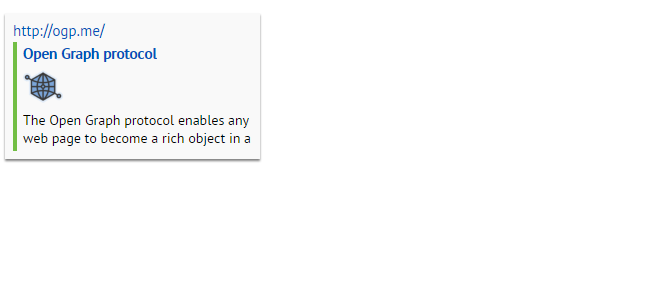 http://ogp.me/
Open Graph protocol
The Open Graph protocol enables any
web page to become a rich object in a